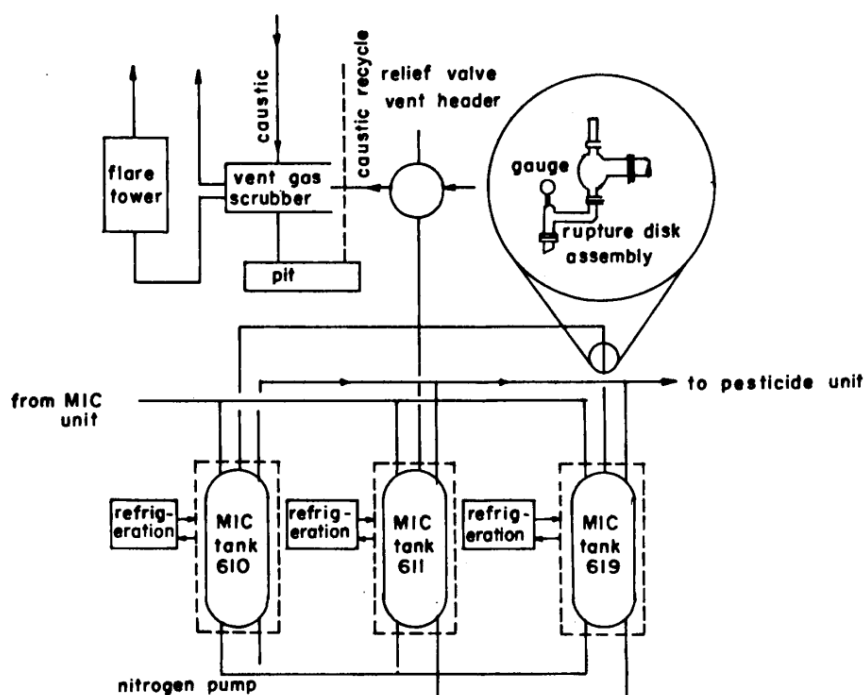 caustic
caustic recycle
relief valve
vent header
flare
tower
vent gas
scrubber
pit
gauge
rupture disk
assembly
to pesticide unit
from MIC
unit
refrig-
eration
MIC
tank
610
refrig-
eration
MIC
tank
611
refrig-
eration
MIC
tank
619
nitrogen pump